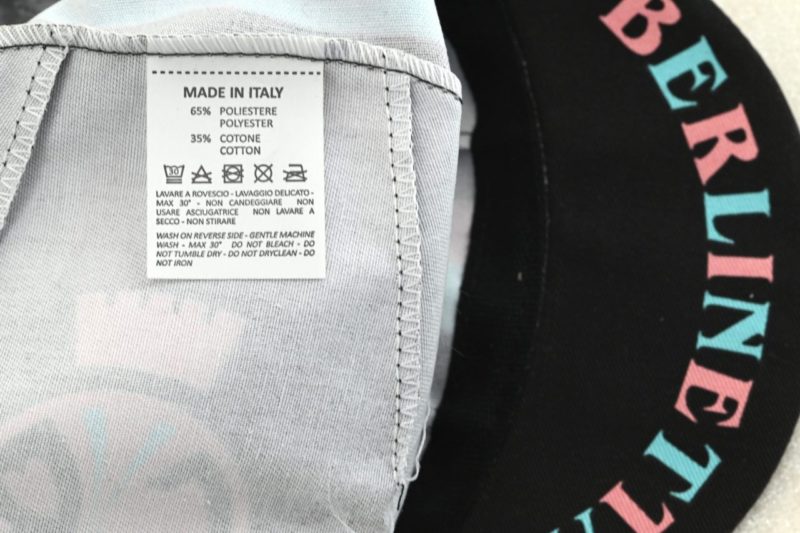 MADE IN ITALY
65% POLIESTERE
POLYESTER
35% COTONE
COTTON
30
LAVARE A ROVESCIO - LAVAGGIO DELICATO -
MAX 30° - NON CANDEGGIARE NON
USARE ASCIUGATRICE NON LAVARE A
SECCO - NON STIRARE
WASH ON REVERSE SIDE - GENTLE MACHINE
WASH - MAX 30° DO NOT BLEACH - DO
NOT TUMBLE DRY - DO NOT DRYCLEAN - DO
NOT IRON
BERLINETT